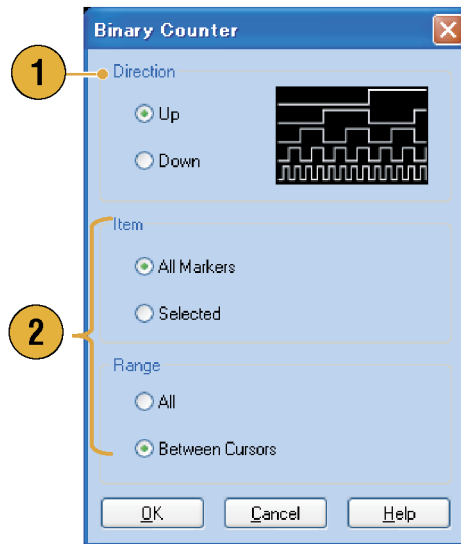 Binary Counter
1
Direction
Up
Down
Item
All Markers
Selected
2
Range
All
Between Cursors
OK Cancel Help